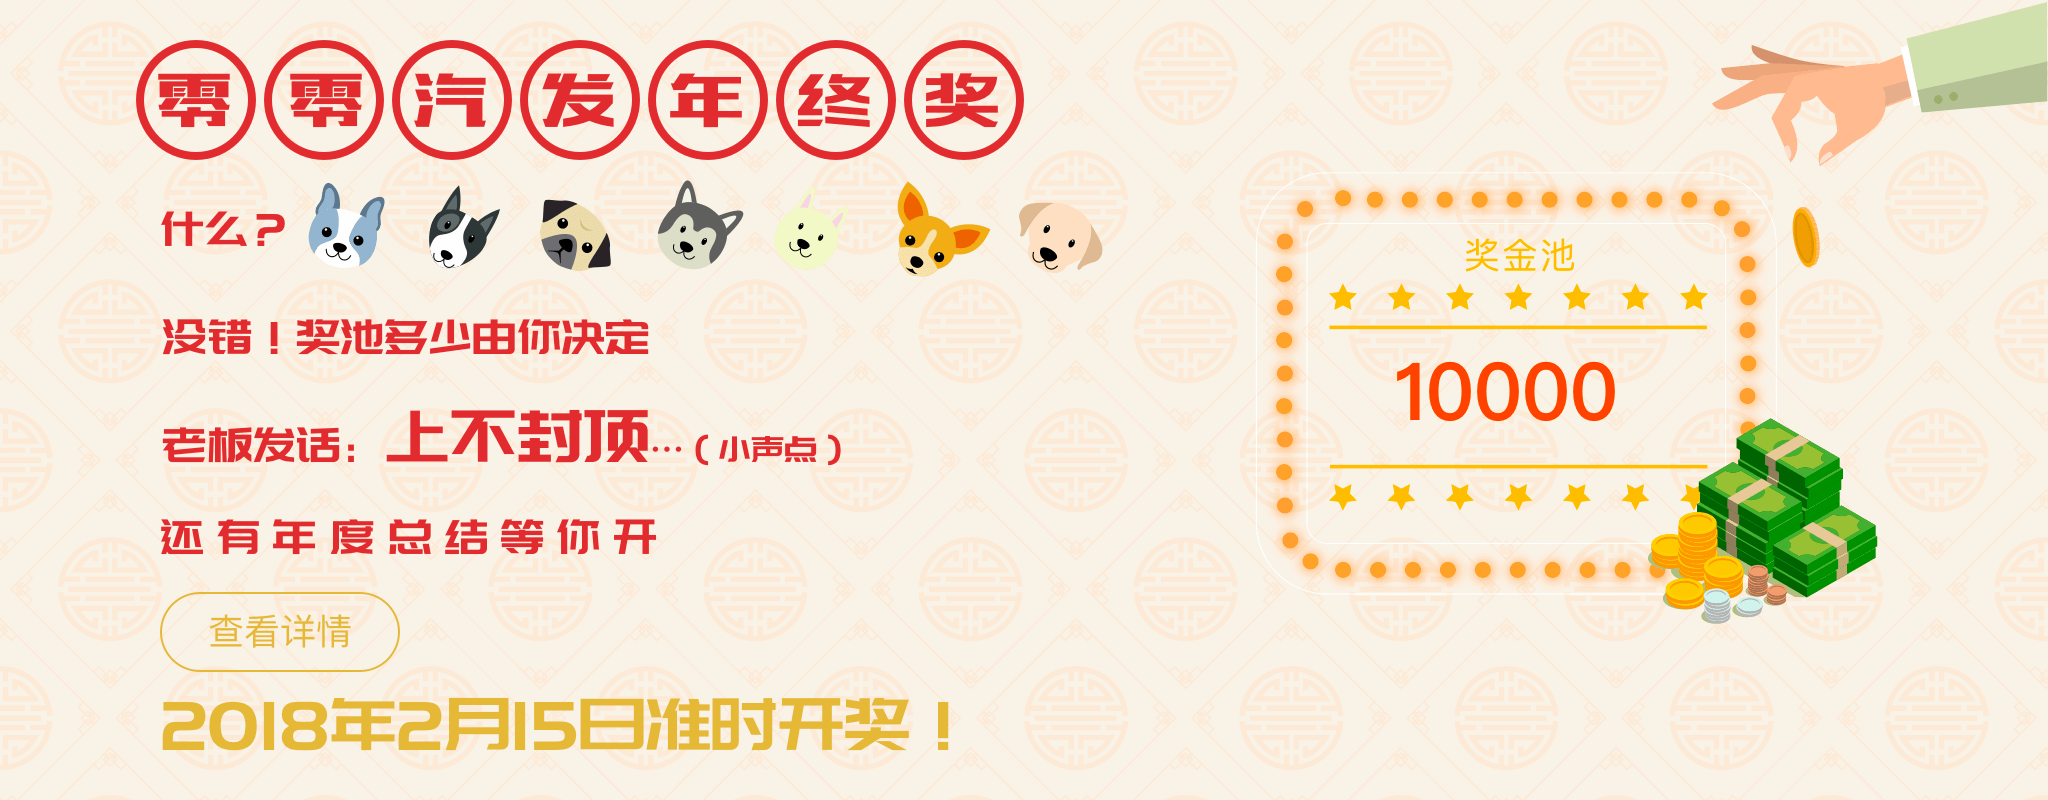 零零汽发年终奖
什么？
没错！奖池多少由你决定
老板发话：上不封顶…（小声点）
还有年度总结等你开
查看详情
2018年2月15日准时开奖！
奖金池
10000